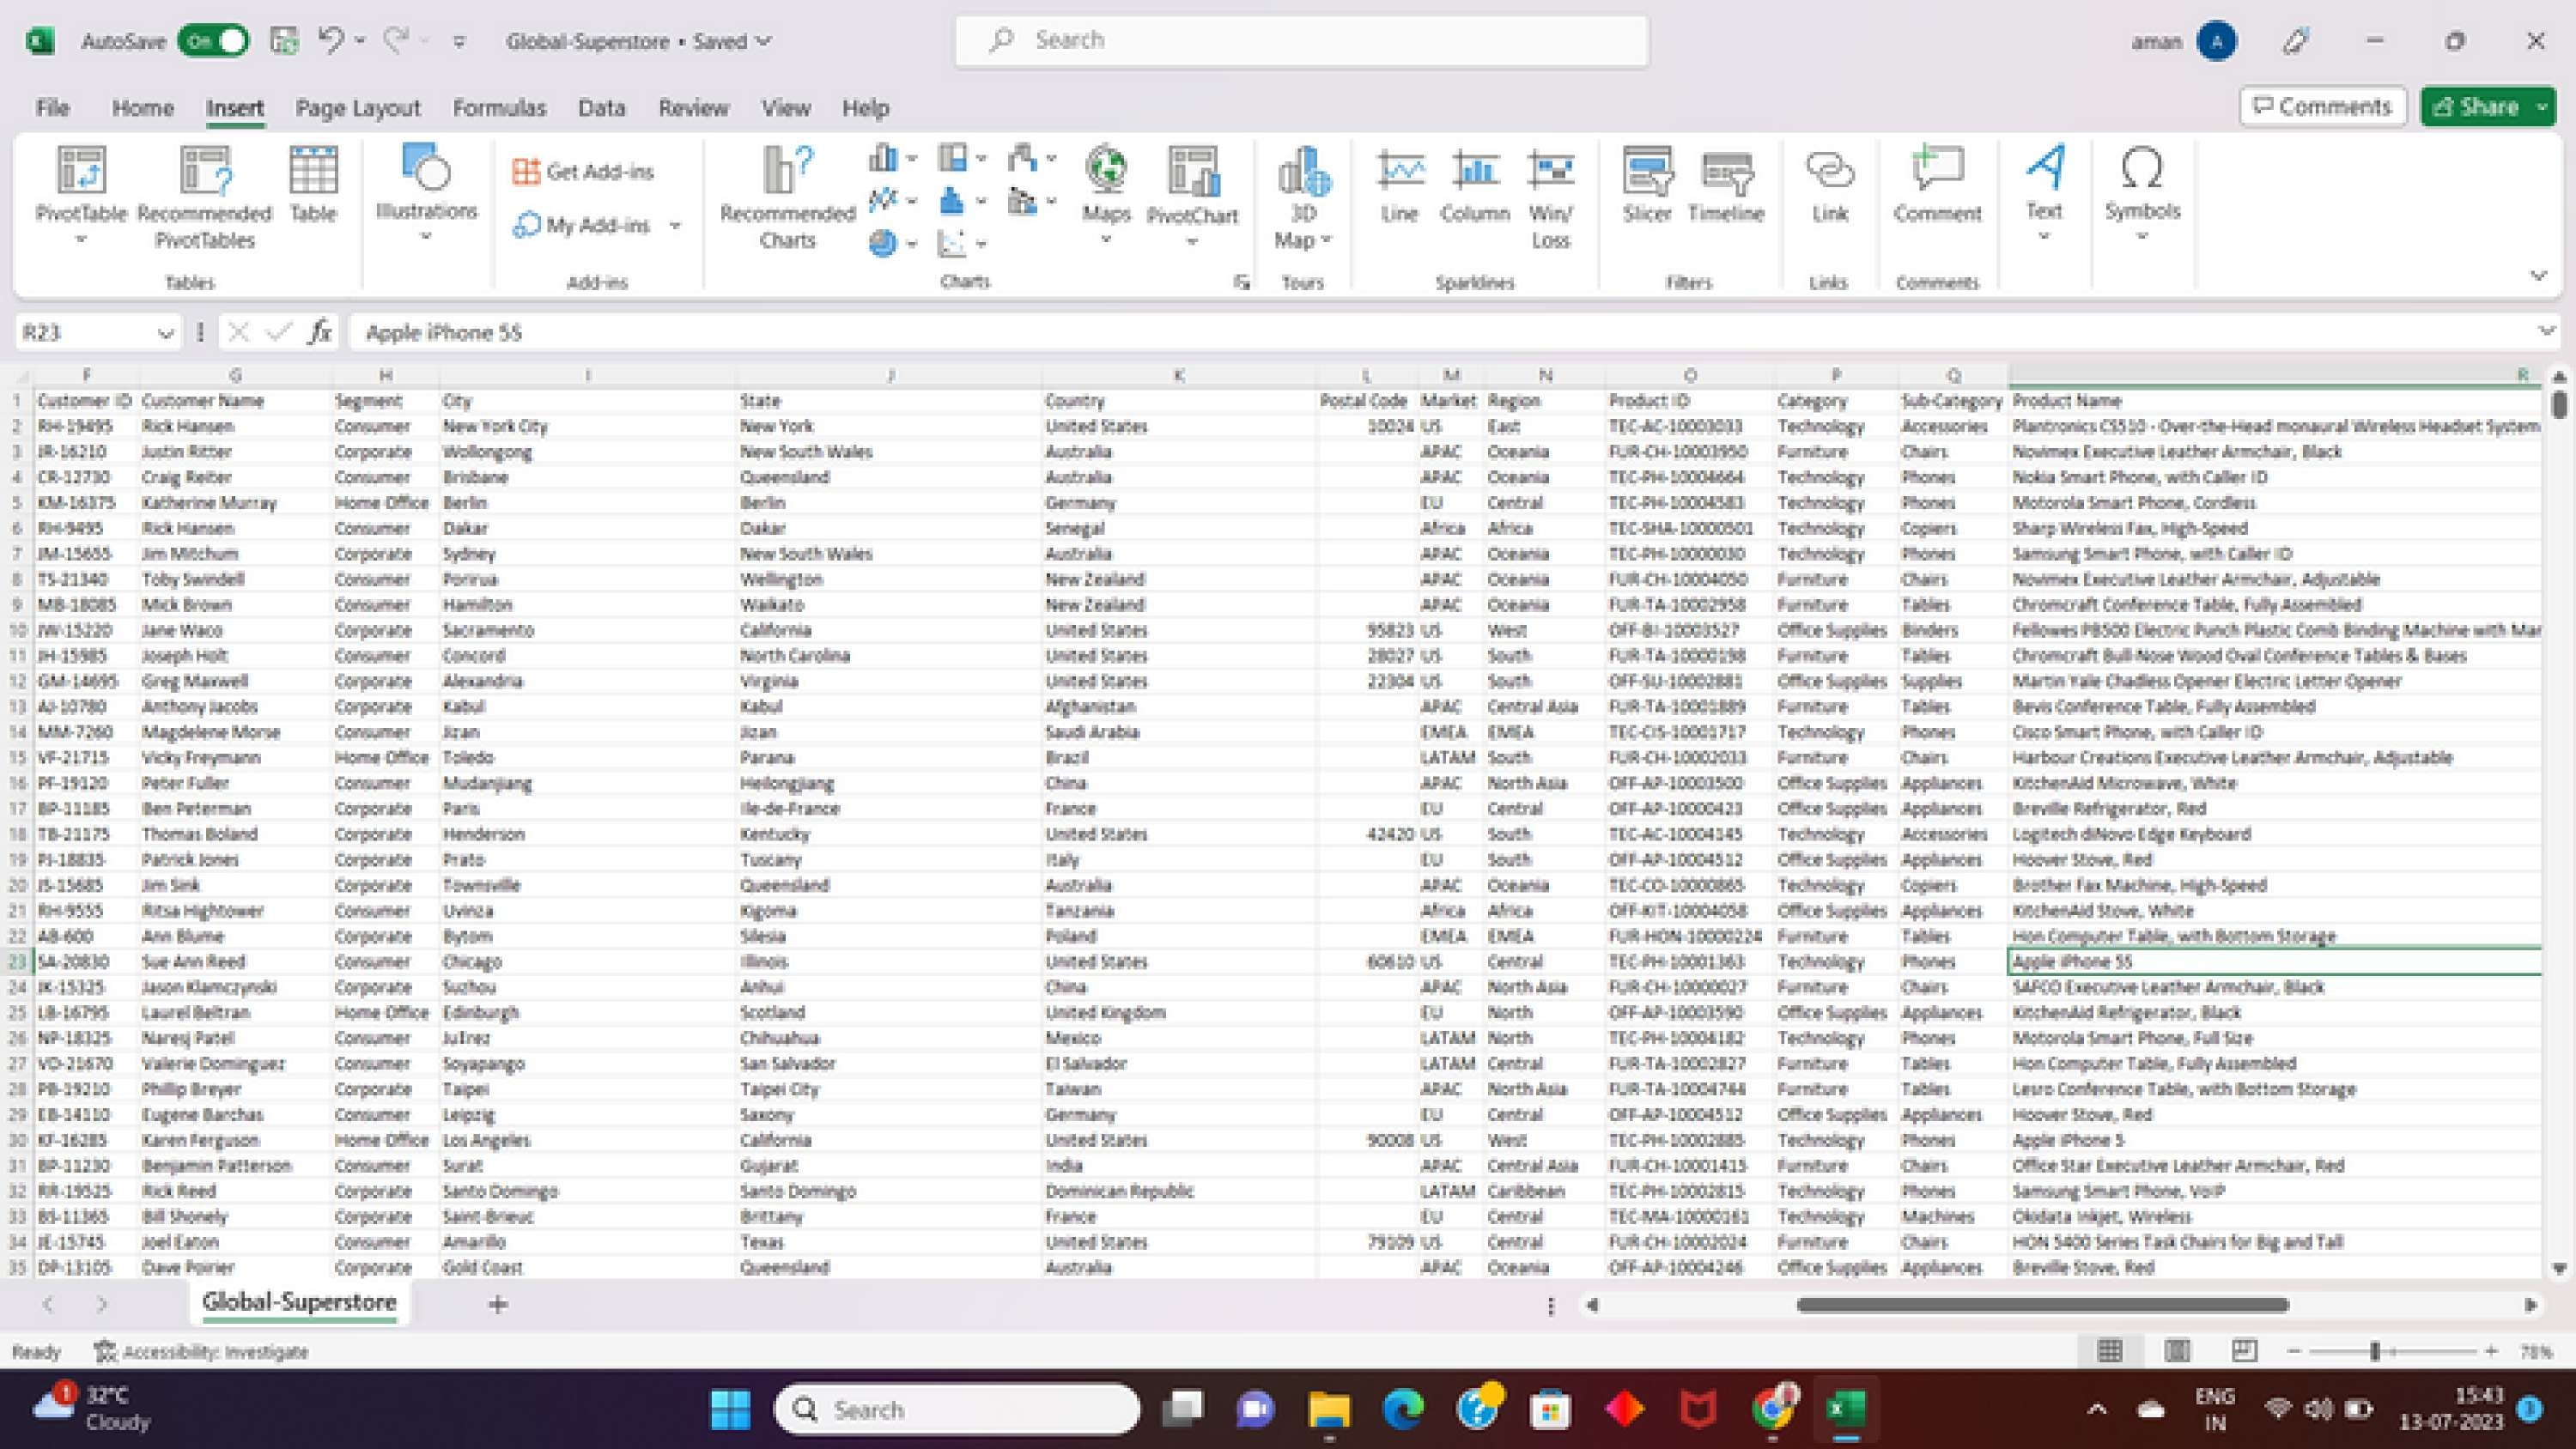 AutoSave On Global-Superstore • Saved Search aman A
File Home Insert Page Layout Formulas Data Review View Help Comments Share
PivotTable Recommended PivotTables Table Illustrations Get Add-ins My Add-ins Recommended Charts Maps PivotChart 3D Map Line Column Win/Loss Slicer Timeline Link Comment Text Symbols
Tables Add-ins Charts Tours Sparklines Filters Links Comments
R23 fx Apple iPhone 5S
F G H I J K L M N O P Q R
1 Customer ID Customer Name Segment City State Country Postal Code Market Region Product ID Category Sub-Category Product Name
2 RH-19495 Rick Hansen Consumer New York City New York United States 10024 US East TEC-AC-10003033 Technology Accessories Plantronics CS510 - Over-the-Head monaural Wireless Headset System
3 JR-16210 Justin Ritter Corporate Wollongong New South Wales Australia APAC Oceania FUR-CH-10003950 Furniture Chairs Novimex Executive Leather Armchair, Black
4 CR-12730 Craig Reiter Consumer Brisbane Queensland Australia APAC Oceania TEC-PH-10004664 Technology Phones Nokia Smart Phone, with Caller ID
5 KM-16375 Katherine Murray Home Office Berlin Berlin Germany EU Central TEC-PH-10004583 Technology Phones Motorola Smart Phone, Cordless
6 RH-9495 Rick Hansen Consumer Dakar Dakar Senegal Africa Africa TEC-SHA-10000501 Technology Copiers Sharp Wireless Fax, High-Speed
7 JM-15655 Jim Mitchum Corporate Sydney New South Wales Australia APAC Oceania TEC-PH-10000030 Technology Phones Samsung Smart Phone, with Caller ID
8 TS-21340 Toby Swindell Consumer Porirua Wellington New Zealand APAC Oceania FUR-CH-10004050 Furniture Chairs Novimex Executive Leather Armchair, Adjustable
9 MB-18085 Mick Brown Consumer Hamilton Waikato New Zealand APAC Oceania FUR-TA-10002958 Furniture Tables Chromcraft Conference Table, Fully Assembled
10 JW-15220 Jane Waco Corporate Sacramento California United States 95823 US West OFF-BI-10003527 Office Supplies Binders Fellowes PB500 Electric Punch Plastic Comb Binding Machine with Mar
11 JH-15985 Joseph Holt Consumer Concord North Carolina United States 28027 US South FUR-TA-10000198 Furniture Tables Chromcraft Bull-Nose Wood Oval Conference Tables & Bases
12 GM-14695 Greg Maxwell Corporate Alexandria Virginia United States 22304 US South OFF-SU-10002881 Office Supplies Supplies Martin Yale Chadless Opener Electric Letter Opener
13 AJ-10780 Anthony Jacobs Corporate Kabul Kabul Afghanistan APAC Central Asia FUR-TA-10001889 Furniture Tables Bevis Conference Table, Fully Assembled
14 MM-7260 Magdelene Morse Consumer Jizan Jizan Saudi Arabia EMEA EMEA TEC-CIS-10001717 Technology Phones Cisco Smart Phone, with Caller ID
15 VF-21715 Vicky Freymann Home Office Toledo Parana Brazil LATAM South FUR-CH-10002033 Furniture Chairs Harbour Creations Executive Leather Armchair, Adjustable
16 PF-19120 Peter Fuller Consumer Mudanjiang Heilongjiang China APAC North Asia OFF-AP-10003500 Office Supplies Appliances KitchenAid Microwave, White
17 BP-11185 Ben Peterman Corporate Paris Ile-de-France France EU Central OFF-AP-10000423 Office Supplies Appliances Breville Refrigerator, Red
18 TB-21175 Thomas Boland Corporate Henderson Kentucky United States 42420 US South TEC-AC-10004145 Technology Accessories Logitech diNovo Edge Keyboard
19 PJ-18835 Patrick Jones Corporate Prato Tuscany Italy EU South OFF-AP-10004512 Office Supplies Appliances Hoover Stove, Red
20 JS-15685 Jim Sink Corporate Townsville Queensland Australia APAC Oceania TEC-CO-10000865 Technology Copiers Brother Fax Machine, High-Speed
21 RH-9555 Ritsa Hightower Consumer Uvinza Kigoma Tanzania Africa Africa OFF-KIT-10004058 Office Supplies Appliances KitchenAid Stove, White
22 AB-600 Ann Blume Corporate Bytom Silesia Poland EMEA EMEA FUR-HON-10000224 Furniture Tables Hon Computer Table, with Bottom Storage
23 SA-20830 Sue Ann Reed Consumer Chicago Illinois United States 60610 US Central TEC-PH-10001363 Technology Phones Apple iPhone 5S
24 JK-15325 Jason Klamczynski Corporate Suzhou Anhui China APAC North Asia FUR-CH-10000027 Furniture Chairs SAFCO Executive Leather Armchair, Black
25 LB-16795 Laurel Beltran Home Office Edinburgh Scotland United Kingdom EU North OFF-AP-10003590 Office Supplies Appliances KitchenAid Refrigerator, Black
26 NP-18325 Naresj Patel Consumer Chihuahua Mexico LATAM North TEC-PH-10004182 Technology Phones Motorola Smart Phone, Full Size
27 VD-21670 Valerie Dominguez Consumer Soyapango San Salvador El Salvador LATAM Central FUR-TA-10002827 Furniture Tables Hon Computer Table, Fully Assembled
28 PB-19210 Phillip Breyer Corporate Taipei Taipei City Taiwan APAC North Asia FUR-TA-10004744 Furniture Tables Lesro Conference Table, with Bottom Storage
29 EB-14110 Eugene Barchas Consumer Leipzig Saxony Germany EU Central OFF-AP-10004512 Office Supplies Appliances Hoover Stove, Red
30 KF-16285 Karen Ferguson Home Office Los Angeles California United States 90008 US West TEC-PH-10002885 Technology Phones Apple iPhone 5
31 BP-11230 Benjamin Patterson Consumer Surat Gujarat India APAC Central Asia FUR-CH-10001415 Furniture Chairs Office Star Executive Leather Armchair, Red
32 RR-19525 Rick Reed Corporate Santo Domingo Santo Domingo Dominican Republic LATAM Caribbean TEC-PH-10002815 Technology Phones Samsung Smart Phone, VoIP
33 BS-11365 Bill Shonely Corporate Saint-Brieuc Brittany France EU Central TEC-MA-10000161 Technology Machines Okidata Inkjet, Wireless
34 JE-15745 Joel Eaton Consumer Amarillo Texas United States 79109 US Central FUR-CH-10002024 Furniture Chairs HON 5400 Series Task Chairs for Big and Tall
35 DP-13105 Dave Poirier Corporate Gold Coast Queensland Australia APAC Oceania OFF-AP-10004246 Office Supplies Appliances Breville Stove, Red
Global-Superstore
Ready Accessibility: Investigate 78%
1 32°C Search ENG 15:43
Cloudy IN 13-07-2023 3